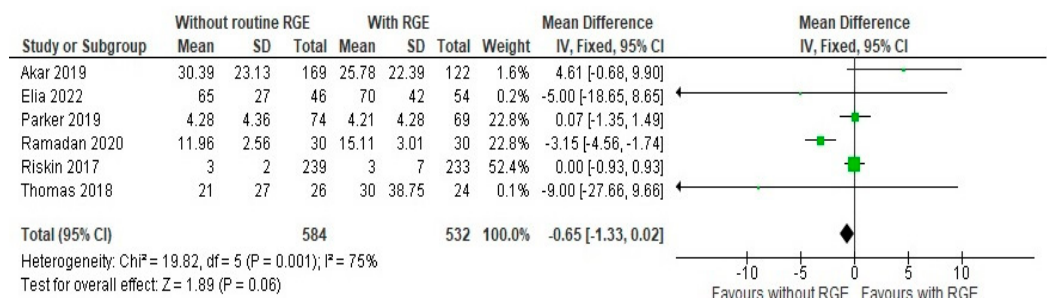 Without routine RGE With RGE Mean Difference Mean Difference
Study or Subgroup Mean SD Total Mean SD Total Weight IV, Fixed, 95% CI IV, Fixed, 95% CI
Akar 2019 30.39 23.13 169 25.78 22.39 122 1.6% 4.61 [-0.68, 9.90]
Elia 2022 65 27 46 70 42 54 0.2% -5.00 [-18.65, 8.65]
Parker 2019 4.28 4.36 74 4.21 4.28 69 22.8% 0.07 [-1.35, 1.49]
Ramadan 2020 11.96 2.56 30 15.11 3.01 30 22.8% -3.15 [-4.56, -1.74]
Riskin 2017 3 2 239 3 7 233 52.4% 0.00 [-0.93, 0.93]
Thomas 2018 21 27 26 30 38.75 24 0.1% -9.00 [-27.66, 9.66]
Total (95% CI) 584 532 100.0% -0.65 [-1.33, 0.02]
Heterogeneity: Chi² = 19.82, df = 5 (P = 0.001); I² = 75%
Test for overall effect: Z = 1.89 (P = 0.06)
-10 -5 0 5 10
Favours without RGE Favours with RGE